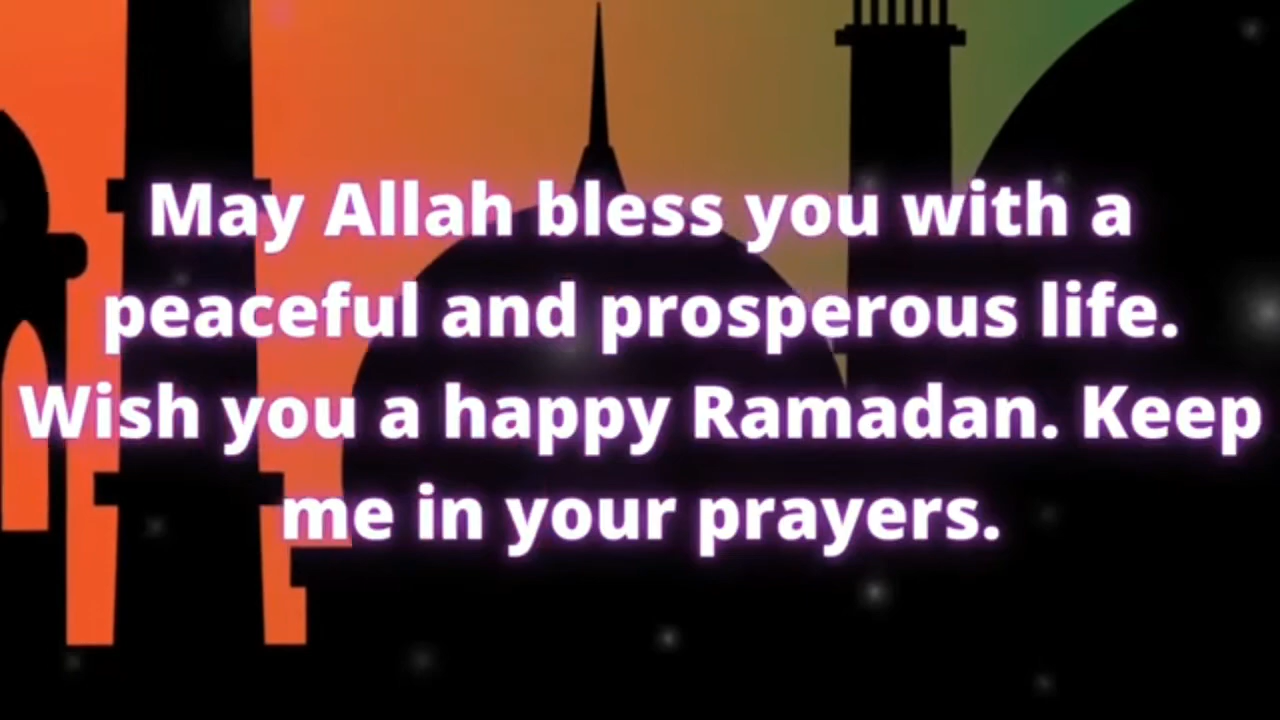 May Allah bless you with a
peaceful and prosperous life.
Wish you a happy Ramadan. Keep
me in your prayers.